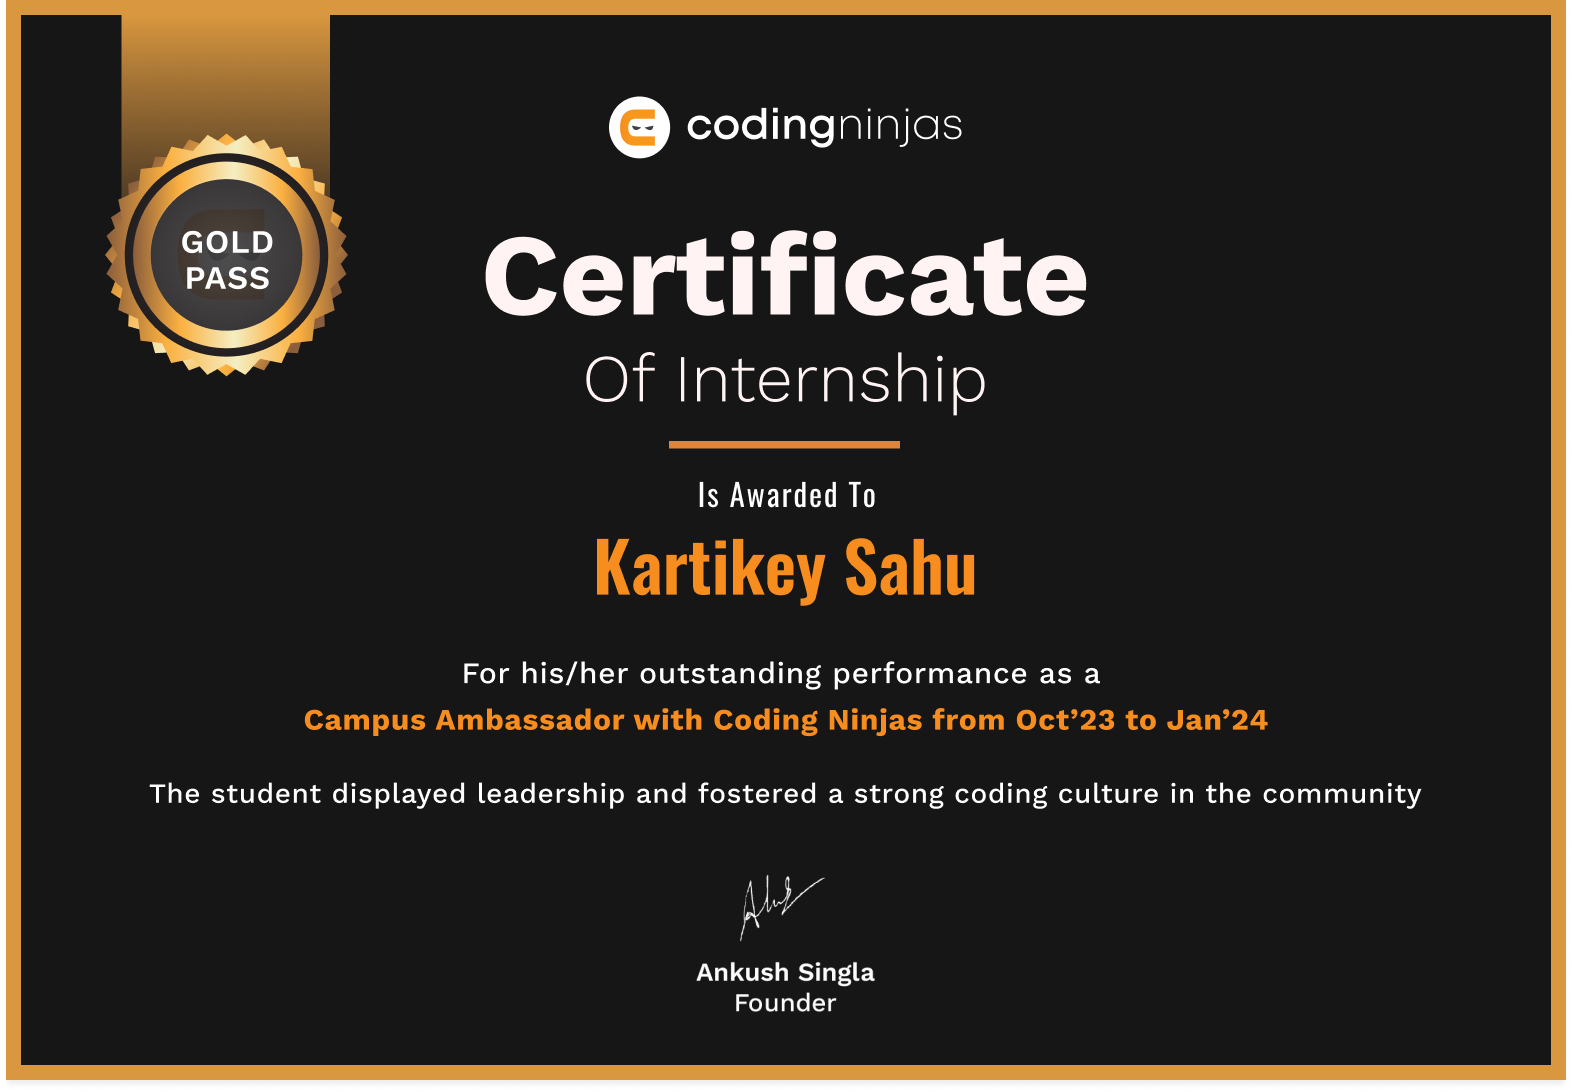 codingninjas
GOLD
PASS
Certificate
Of Internship
Is Awarded To
Kartikey Sahu
For his/her outstanding performance as a
Campus Ambassador with Coding Ninjas from Oct’23 to Jan’24
The student displayed leadership and fostered a strong coding culture in the community
Ankush Singla
Founder